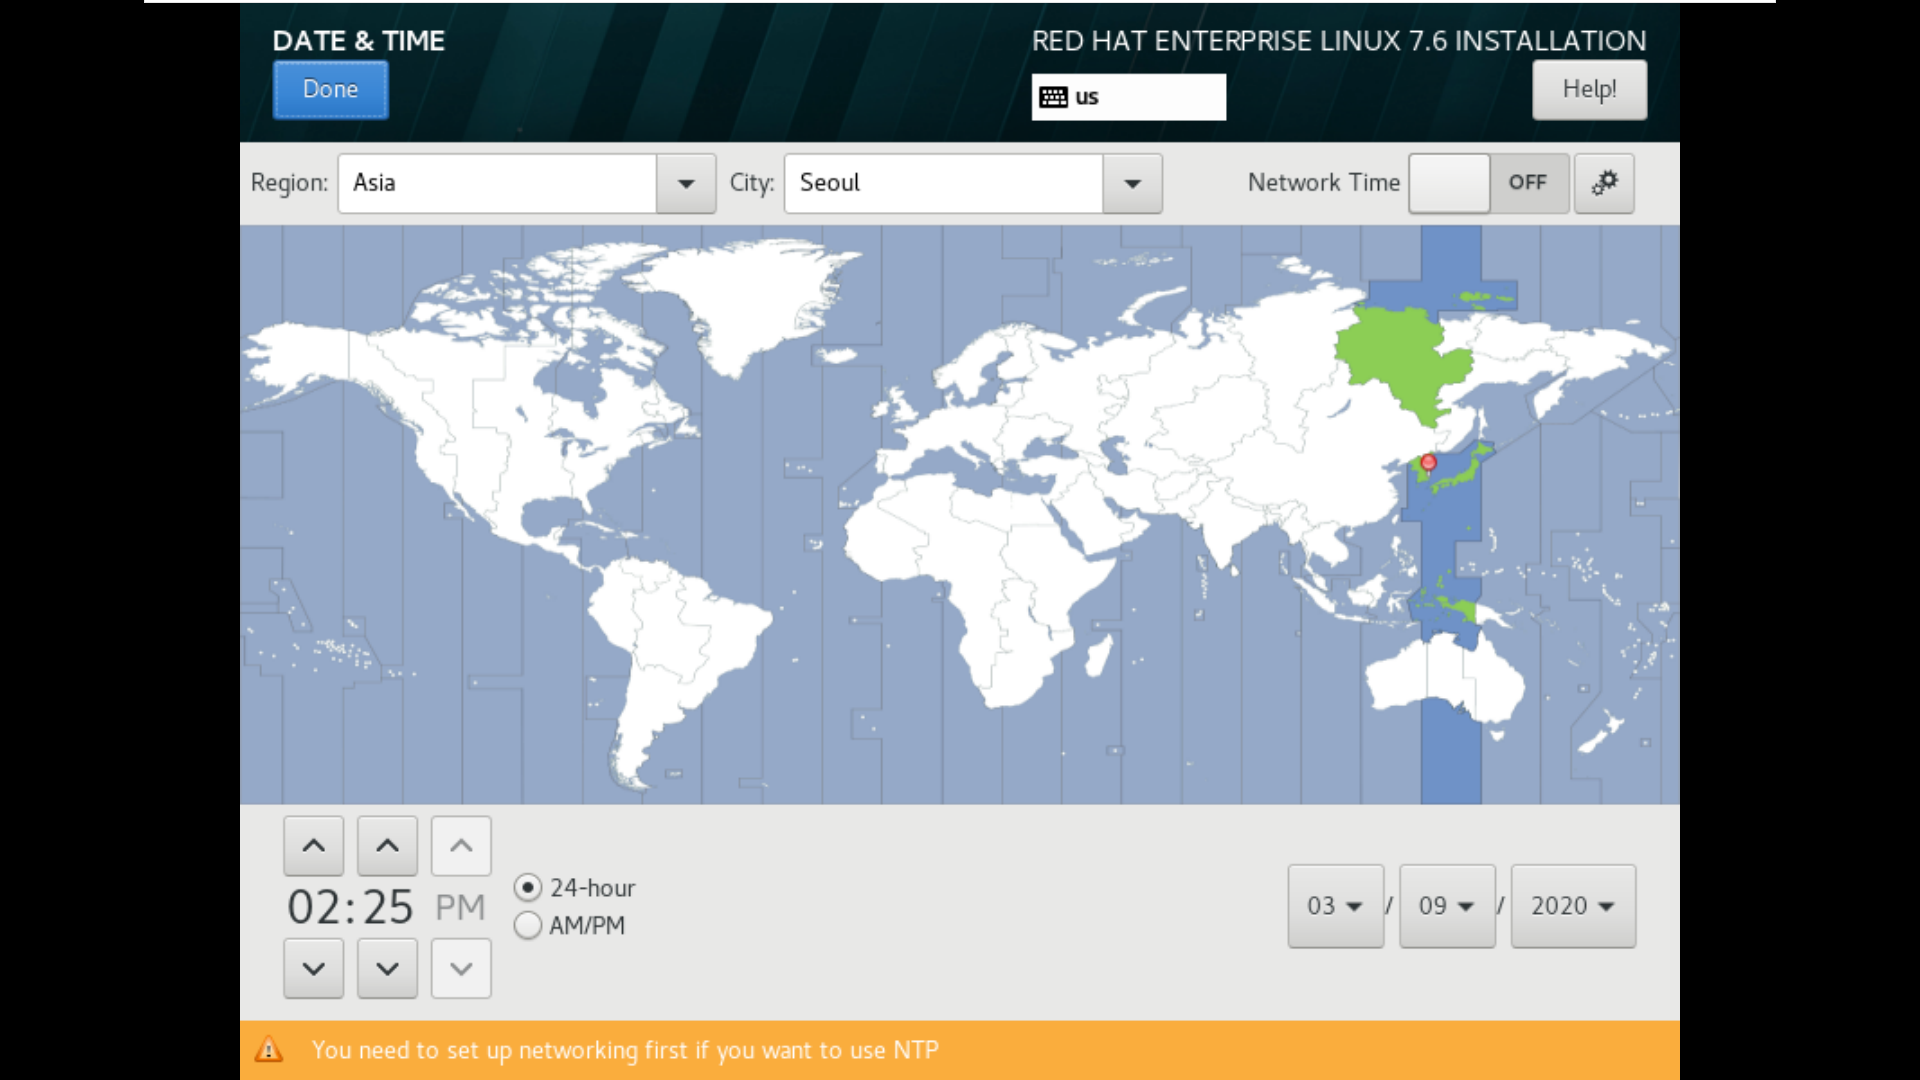 DATE & TIME
RED HAT ENTERPRISE LINUX 7.6 INSTALLATION
Done
us
Help!
Region: Asia City: Seoul Network Time OFF
02:25 PM
24-hour
AM/PM
03 / 09 / 2020
You need to set up networking first if you want to use NTP